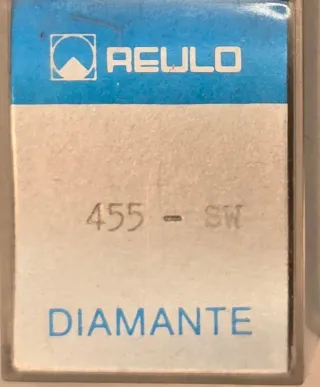 REULO
455 - SW
DIAMANTE